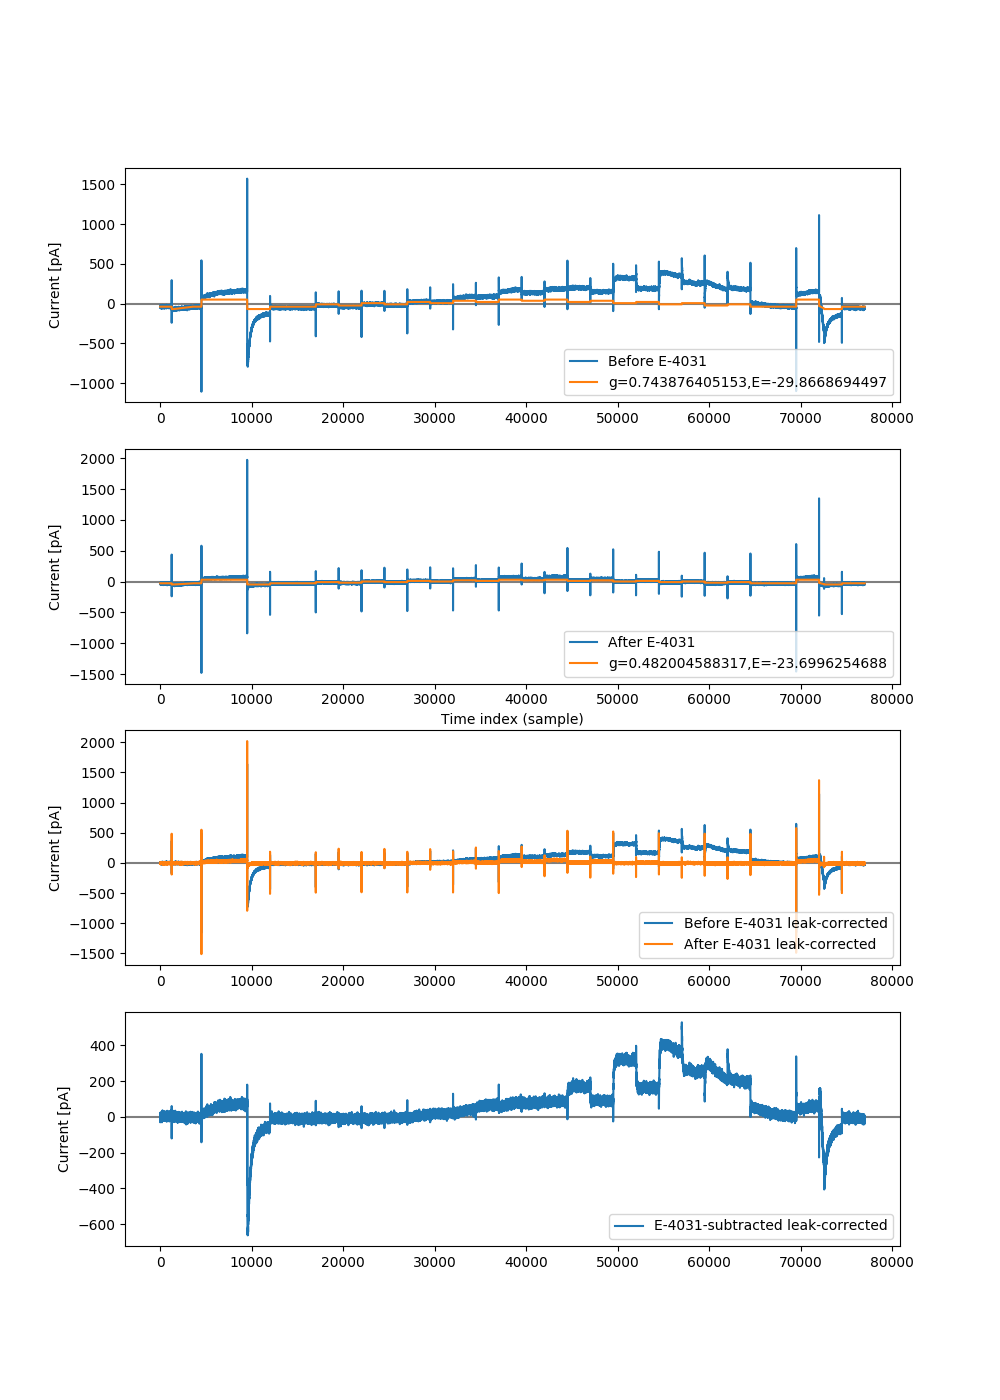 1500
1000
500
0
−500
−1000
Current [pA]
Before E-4031
g=0.743876405153,E=-29.8668694497
0 10000 20000 30000 40000 50000 60000 70000 80000
2000
1500
1000
500
0
−500
−1000
−1500
Current [pA]
After E-4031
g=0.482004588317,E=-23.6996254688
0 10000 20000 30000 40000 50000 60000 70000 80000
Time index (sample)
2000
1500
1000
500
0
−500
−1000
−1500
Current [pA]
Before E-4031 leak-corrected
After E-4031 leak-corrected
0 10000 20000 30000 40000 50000 60000 70000 80000
400
200
0
−200
−400
−600
Current [pA]
E-4031-subtracted leak-corrected
0 10000 20000 30000 40000 50000 60000 70000 80000